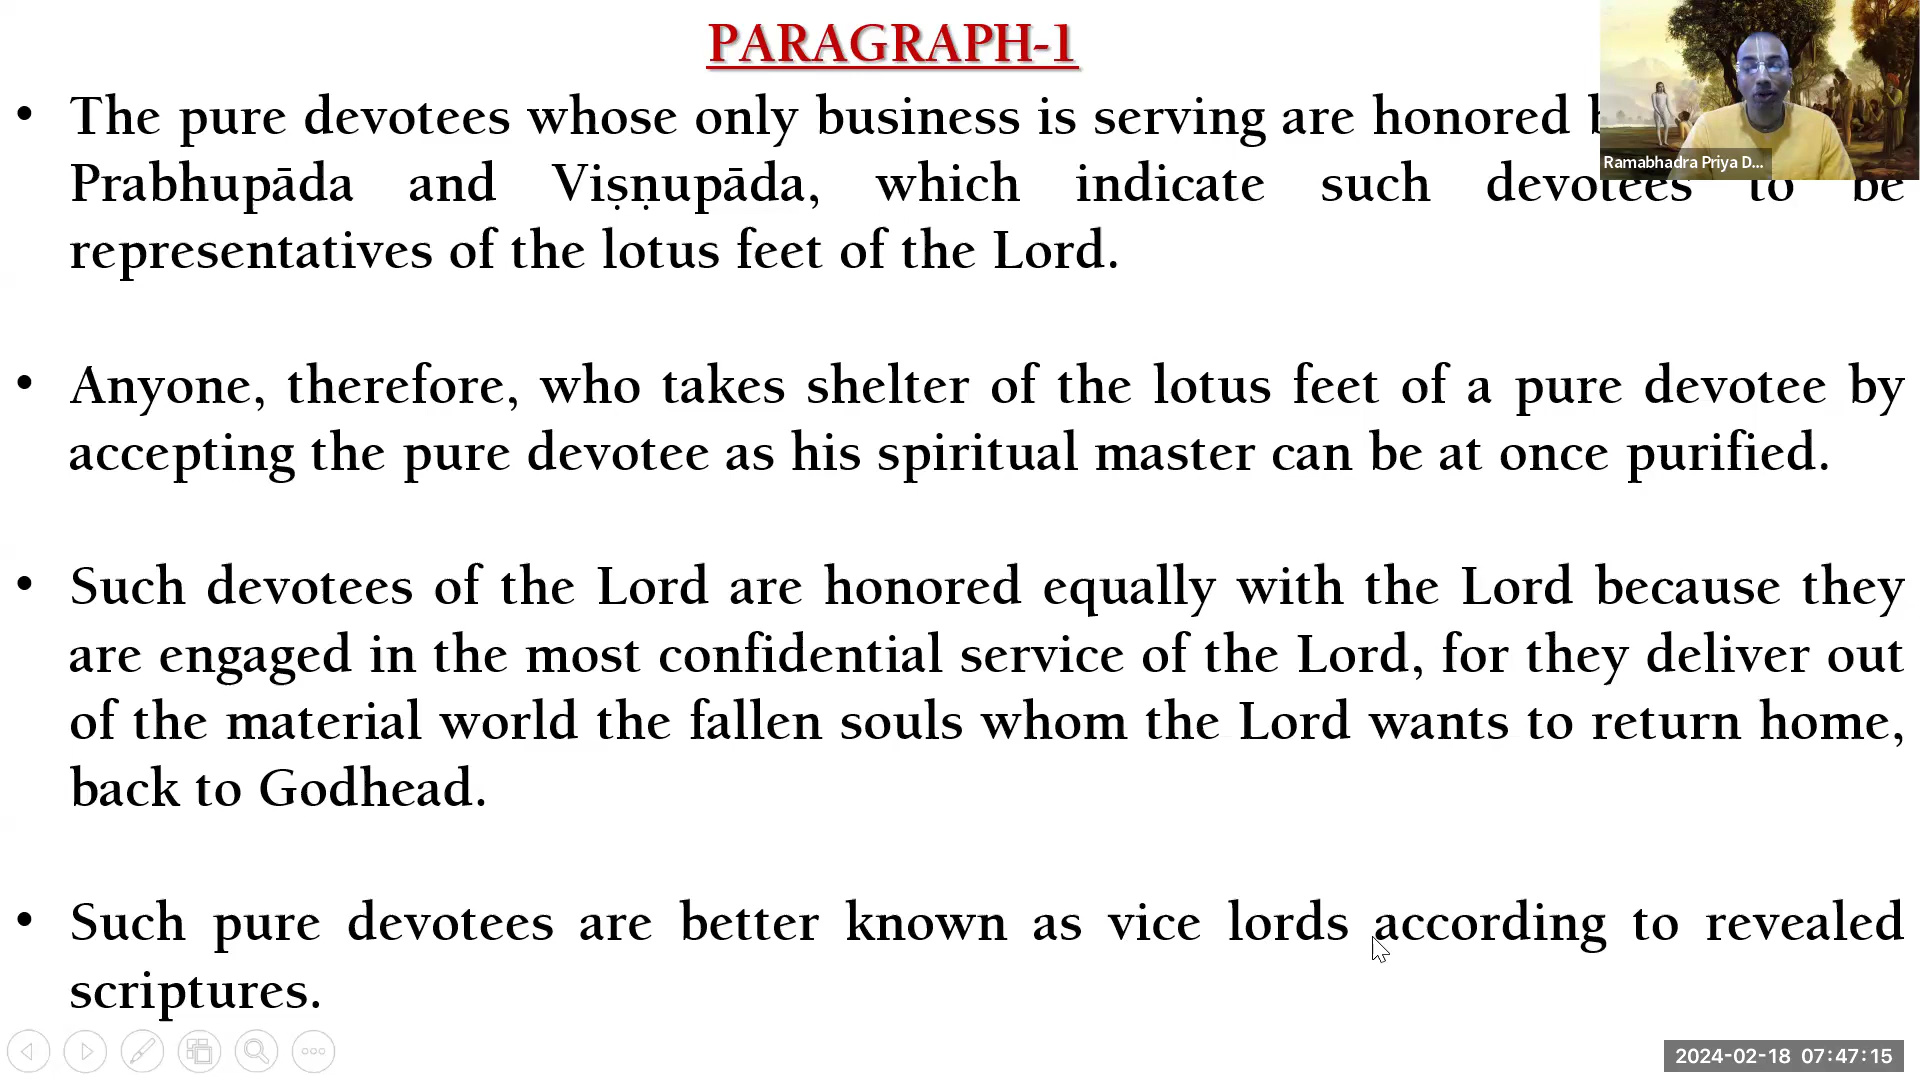 PARAGRAPH-1
• The pure devotees whose only business is serving are honored
Prabhupāda and Viṣṇupāda, which indicate such devotees to be
representatives of the lotus feet of the Lord.
• Anyone, therefore, who takes shelter of the lotus feet of a pure devotee by
accepting the pure devotee as his spiritual master can be at once purified.
• Such devotees of the Lord are honored equally with the Lord because they
are engaged in the most confidential service of the Lord, for they deliver out
of the material world the fallen souls whom the Lord wants to return home,
back to Godhead.
• Such pure devotees are better known as vice lords according to revealed
scriptures.
Ramabhadra Priya D...
2024-02-18 07:47:15